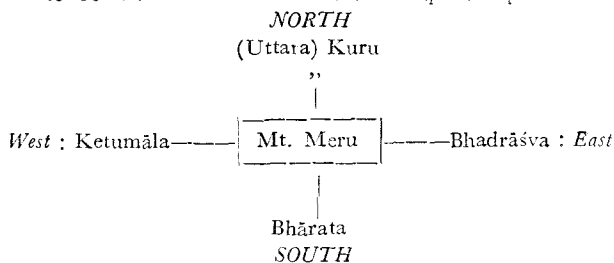 NORTH
(Uttara) Kuru
”
West : Ketumāla—Mt. Meru—Bhadrāśva : East
Bhārata
SOUTH